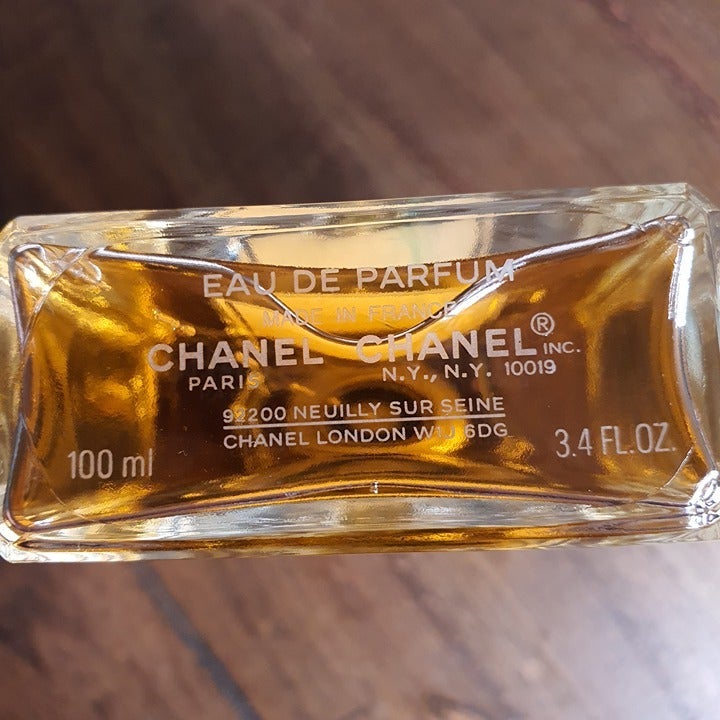 EAU DE PARFUM
MADE IN FRANCE
CHANEL CHANEL® INC.
PARIS N.Y., N.Y. 10019
92200 NEUILLY SUR SEINE
CHANEL LONDON W1J 6DG
100 ml 3.4 FL.OZ.